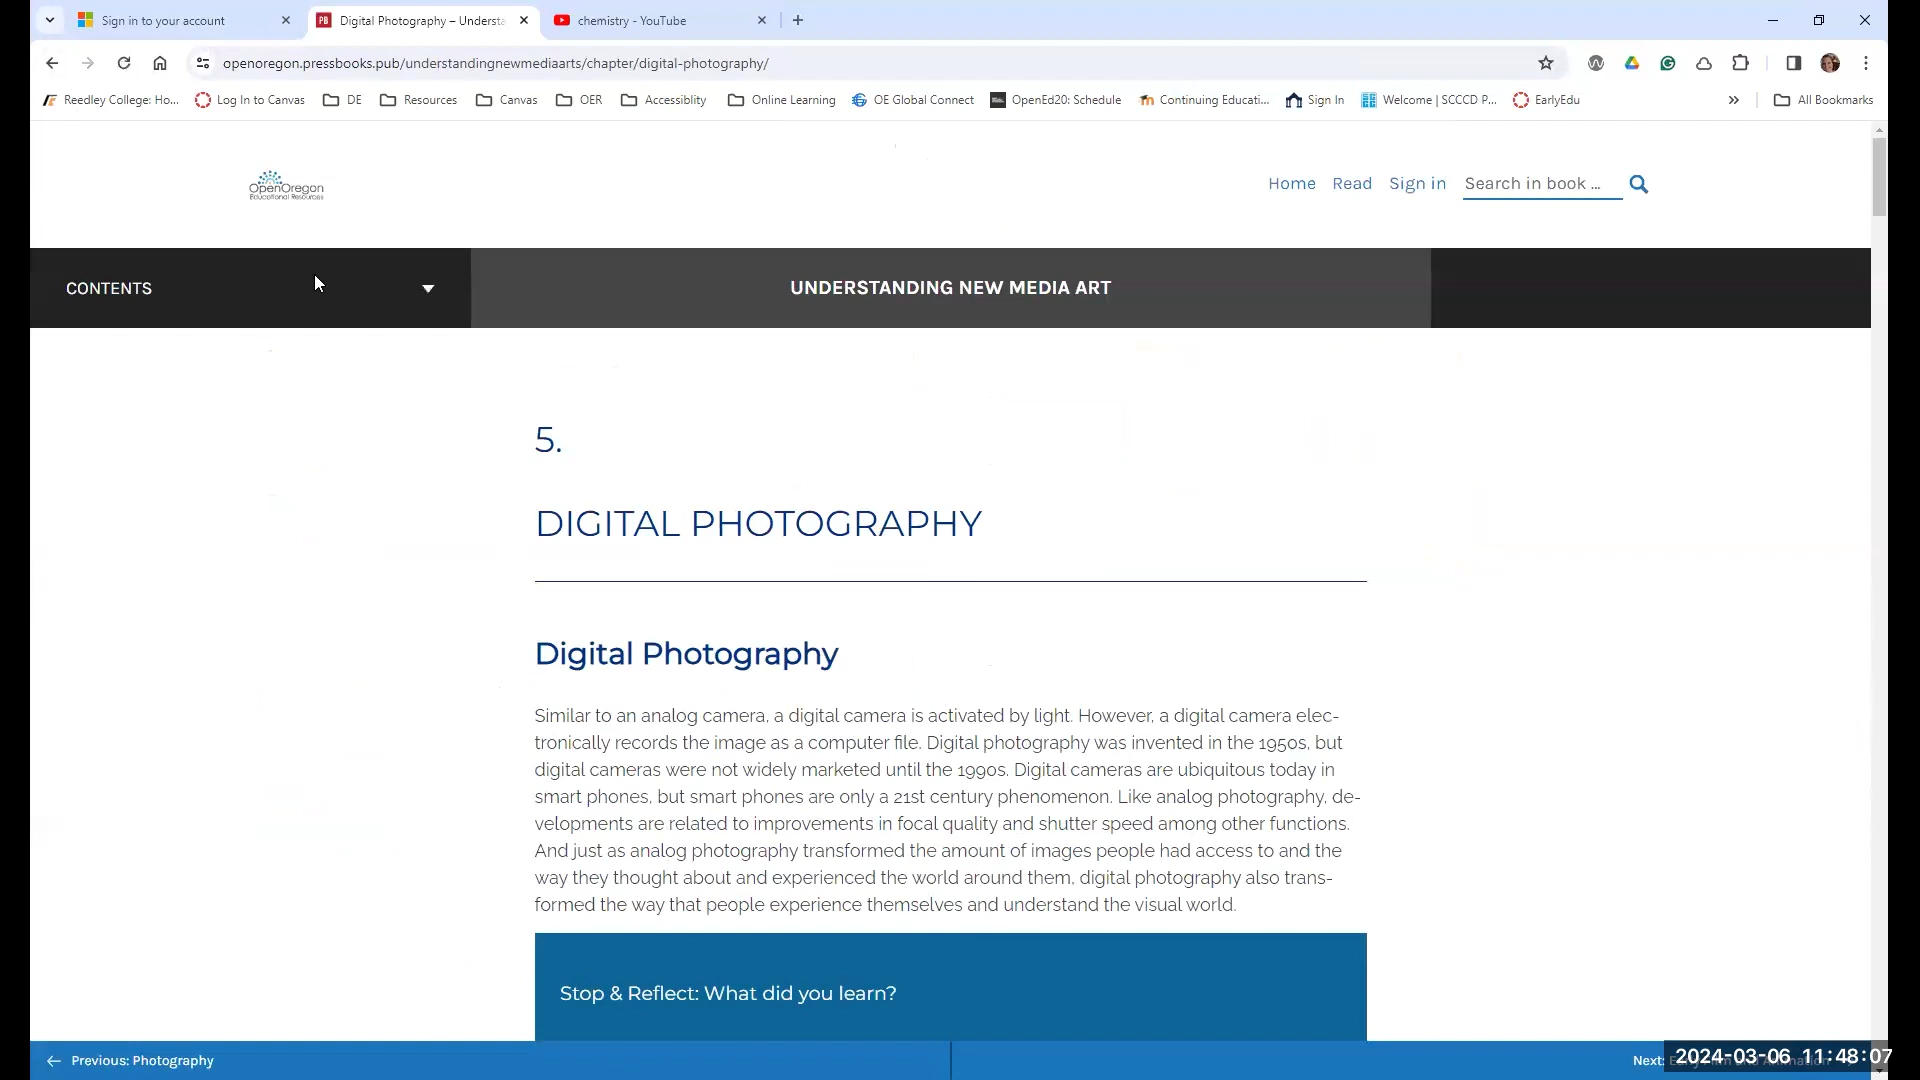 Sign in to your account
Digital Photography – Underst
chemistry - YouTube
openoregon.pressbooks.pub/understandingnewmediaarts/chapter/digital-photography/
Reedley College: Ho... Log In to Canvas DE Resources Canvas OER Accessiblity Online Learning OE Global Connect OpenEd20: Schedule Continuing Educati... Sign In Welcome | SCCCD P... EarlyEdu » All Bookmarks
OpenOregon
Educational Resources
Home Read Sign in Search in book ...
CONTENTS
UNDERSTANDING NEW MEDIA ART
5.
DIGITAL PHOTOGRAPHY
Digital Photography
Similar to an analog camera, a digital camera is activated by light. However, a digital camera elec-
tronically records the image as a computer file. Digital photography was invented in the 1950s, but
digital cameras were not widely marketed until the 1990s. Digital cameras are ubiquitous today in
smart phones, but smart phones are only a 21st century phenomenon. Like analog photography, de-
velopments are related to improvements in focal quality and shutter speed among other functions.
And just as analog photography transformed the amount of images people had access to and the
way they thought about and experienced the world around them, digital photography also trans-
formed the way that people experience themselves and understand the visual world.
Stop & Reflect: What did you learn?
← Previous: Photography
Next:
2024-03-06 11:48:07